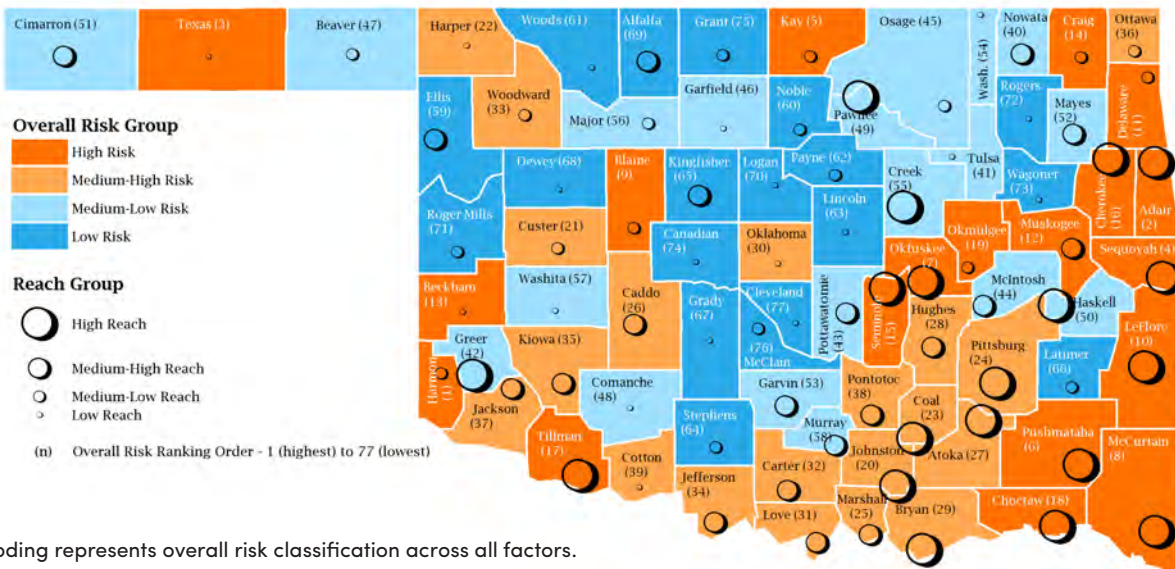 Cimarron (51)
Texas (3)
Beaver (47)
Harper (22)
Woods (61)
Alfalfa
(69)
Grant (75)
Kay (5)
Osage (45)
Wash. (54)
Nowata
(40)
Craig
(14)
Ottawa
(36)
Ellis
(59)
Woodward
(33)
Major (56)
Garfield (46)
Noble
(60)
Pawnee
(49)
Rogers
(72)
Mayes
(52)
Delaware
(11)
Overall Risk Group
High Risk
Medium-High Risk
Medium-Low Risk
Low Risk
Dewey (68)
Blaine
(9)
Kingfisher
(65)
Logan
(70)
Payne (62)
Creek
(55)
Tulsa
(41)
Wagoner
(73)
Cherokee
(16)
Adair
(2)
Roger Mills
(71)
Custer (21)
Canadian
(74)
Oklahoma
(30)
Lincoln
(63)
Okfuskee
(7)
Okmulgee
(19)
Muskogee
(12)
Sequoyah (4)
Reach Group
High Reach
Medium-High Reach
Medium-Low Reach
Low Reach
(n) Overall Risk Ranking Order - 1 (highest) to 77 (lowest)
Beckham
(13)
Washita (57)
Caddo
(26)
Grady
(67)
Cleveland
(77)
(76)
McClain
Pottawatomie
(43)
Seminole
(15)
Hughes
(28)
McIntosh
(44)
Haskell
(50)
LeFlore
(10)
Greer
(42)
Kiowa (35)
Harmon
(1)
Jackson
(37)
Comanche
(48)
Garvin (53)
Pontotoc
(38)
Pittsburg
(24)
Latimer
(66)
Tillman
(17)
Cotton
(39)
Stephens
(64)
Murray
(58)
Coal
(23)
Pushmataha
(6)
McCurtain
(8)
Jefferson
(34)
Carter (32)
Johnston
(20)
Atoka (27)
Love (31)
Marshall
(25)
Bryan (29)
Choctaw (18)
oding represents overall risk classification across all factors.